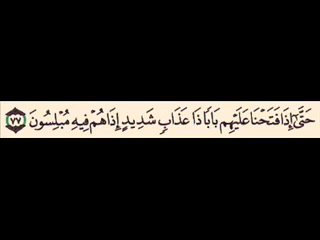 حَتَّىٰٓ إِذَا فَتَحْنَا عَلَيْهِم بَابًا ذَا عَذَابٍ شَدِيدٍ إِذَا هُمْ فِيهِ مُبْلِسُونَ ٧٧